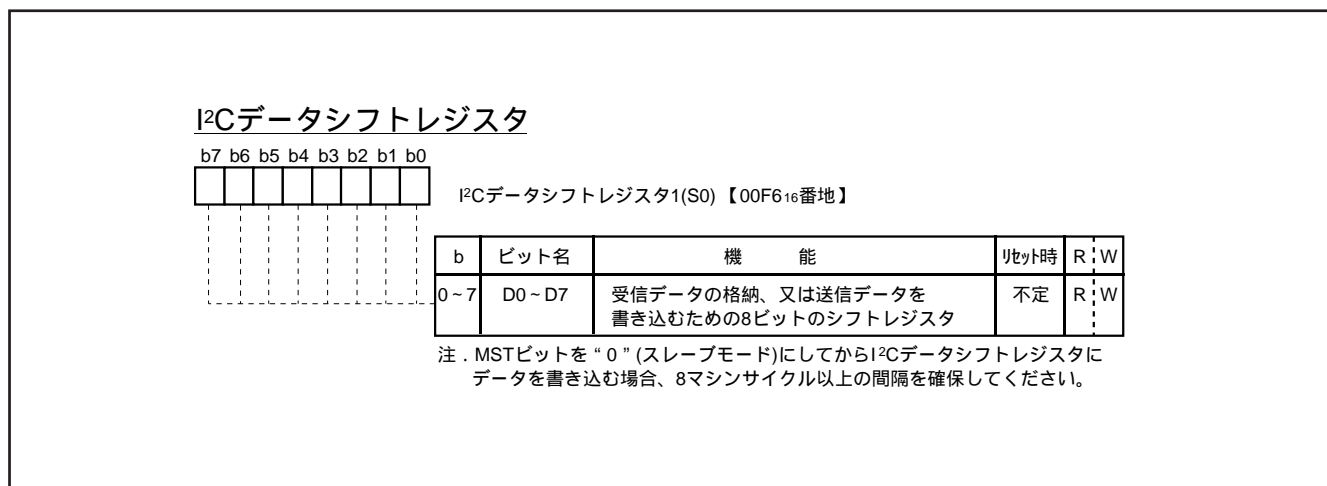 I²Cデータシフトレジスタ
b7 b6 b5 b4 b3 b2 b1 b0
I²Cデータシフトレジスタ1(S0)【00F6₁₆番地】
b ビット名 機 能 リセット時 R W
0~7 D0~D7 受信データの格納、又は送信データを 不定 R W
書き込むための8ビットのシフトレジスタ
注.MSTビットを“0”(スレーブモード)にしてからI²Cデータシフトレジスタに
データを書き込む場合、8マシンサイクル以上の間隔を確保してください。